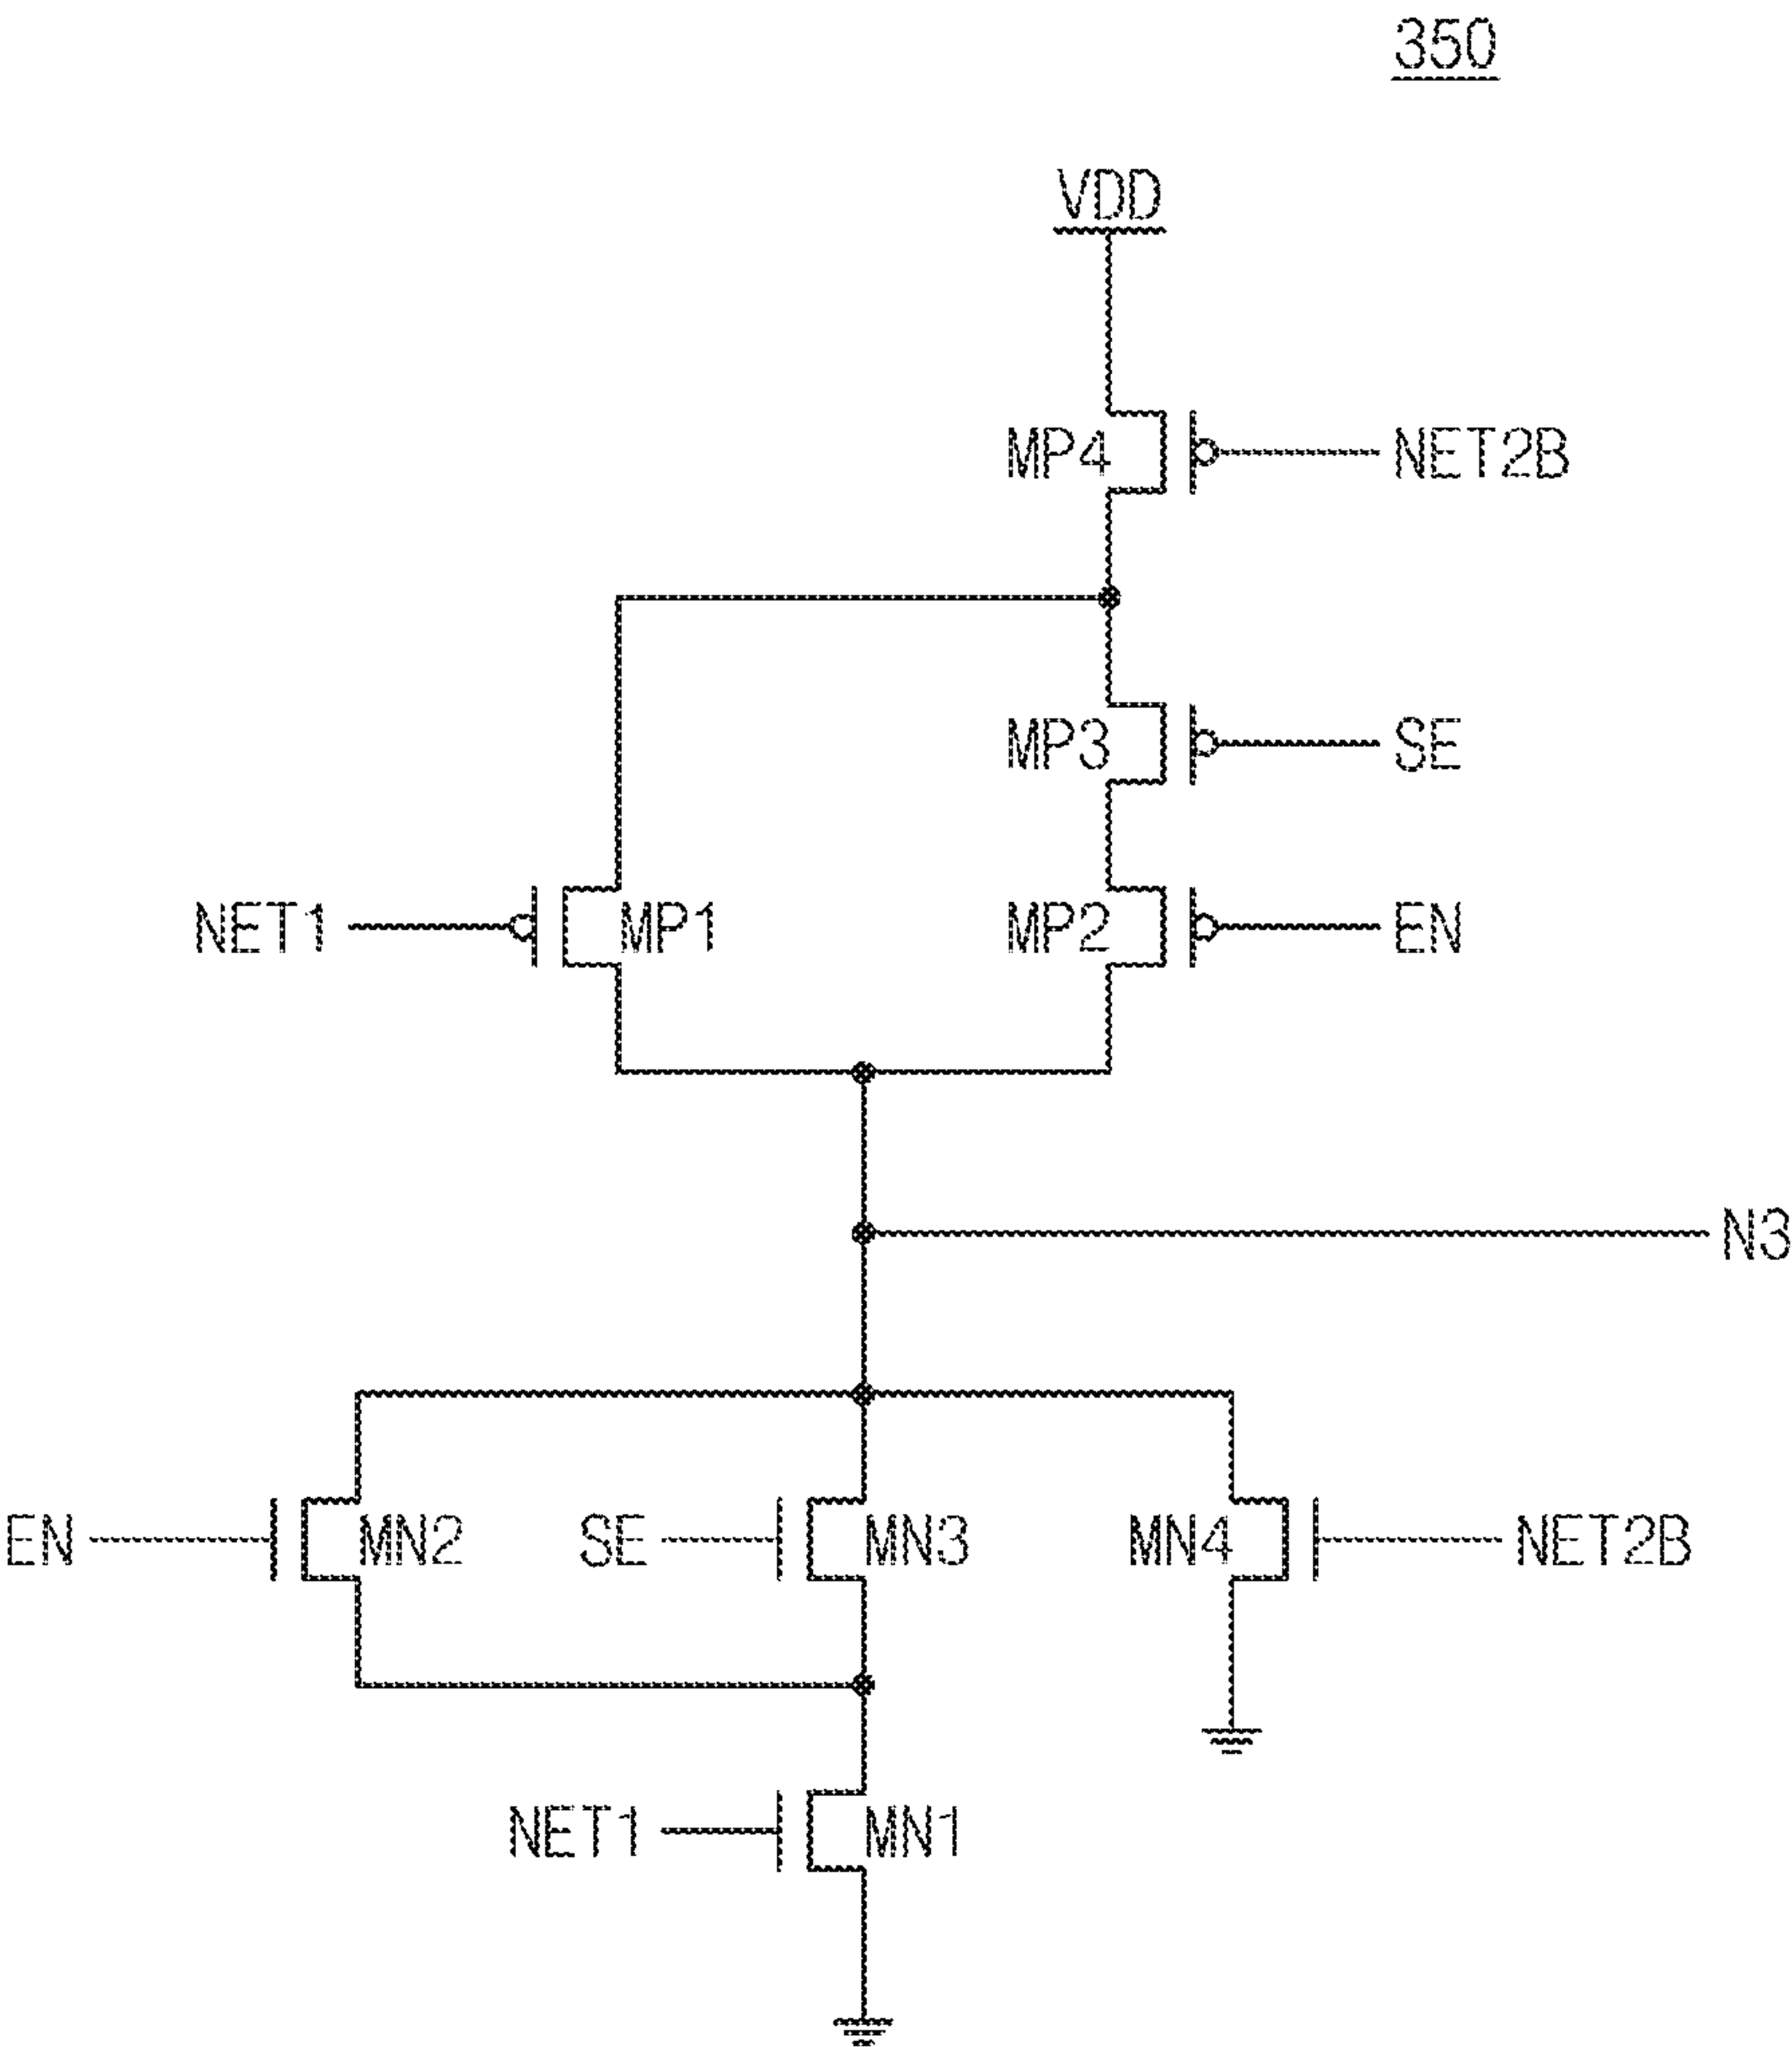 350
VDD
MP4 NET2B
MP3 SE
NET1 MP1 MP2 EN
N3
EN MN2 SE MN3 MN4 NET2B
NET1 MN1